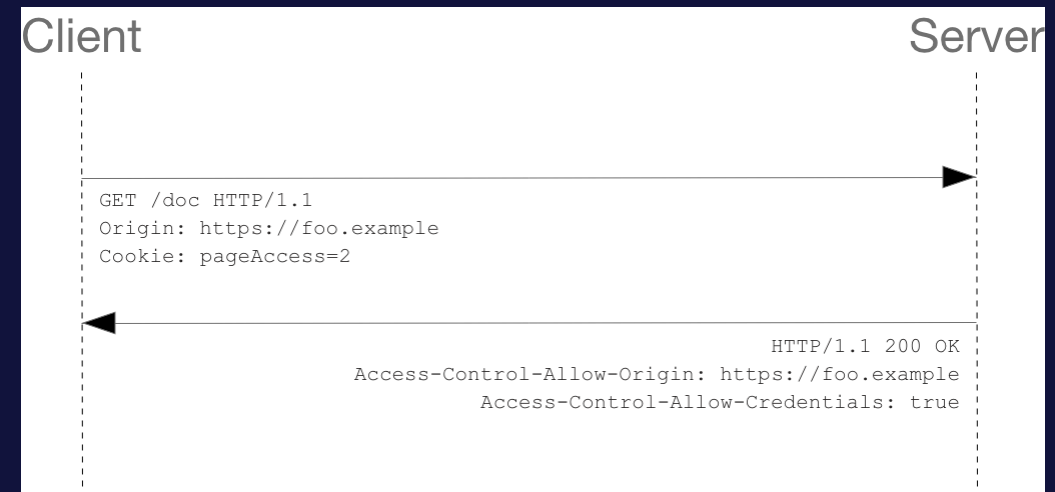 Client
Server
GET /doc HTTP/1.1
Origin: https://foo.example
Cookie: pageAccess=2
HTTP/1.1 200 OK
Access-Control-Allow-Origin: https://foo.example
Access-Control-Allow-Credentials: true